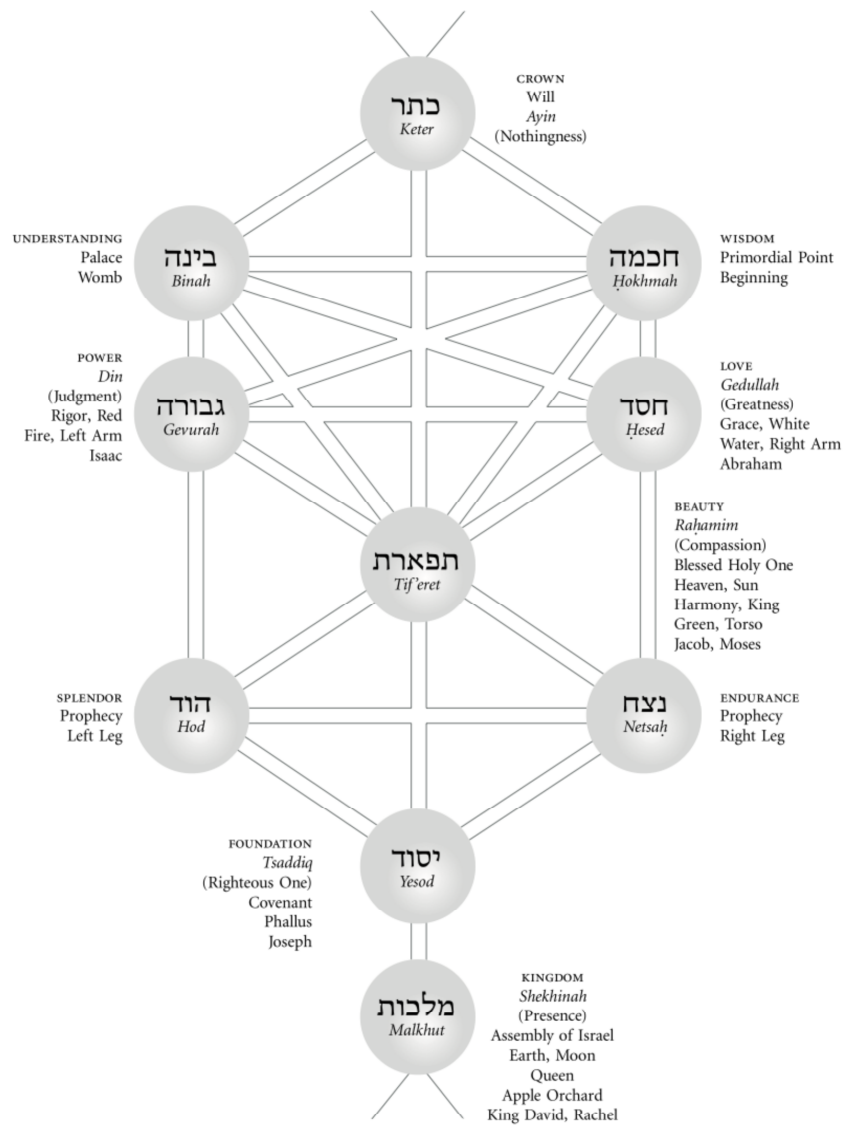 כתר
Keter
CROWN
Will
Ayin
(Nothingness)
UNDERSTANDING
Palace
Womb
בינה
Binah
חכמה
Ḥokhmah
WISDOM
Primordial Point
Beginning
POWER
Din
(Judgment)
Rigor, Red
Fire, Left Arm
Isaac
גבורה
Gevurah
חסד
Ḥesed
LOVE
Gedullah
(Greatness)
Grace, White
Water, Right Arm
Abraham
תפארת
Tif’eret
BEAUTY
Raḥamim
(Compassion)
Blessed Holy One
Heaven, Sun
Harmony, King
Green, Torso
Jacob, Moses
SPLENDOR
Prophecy
Left Leg
הוד
Hod
נצח
Netsaḥ
ENDURANCE
Prophecy
Right Leg
FOUNDATION
Tsaddiq
(Righteous One)
Covenant
Phallus
Joseph
יסוד
Yesod
מלכות
Malkhut
KINGDOM
Shekhinah
(Presence)
Assembly of Israel
Earth, Moon
Queen
Apple Orchard
King David, Rachel